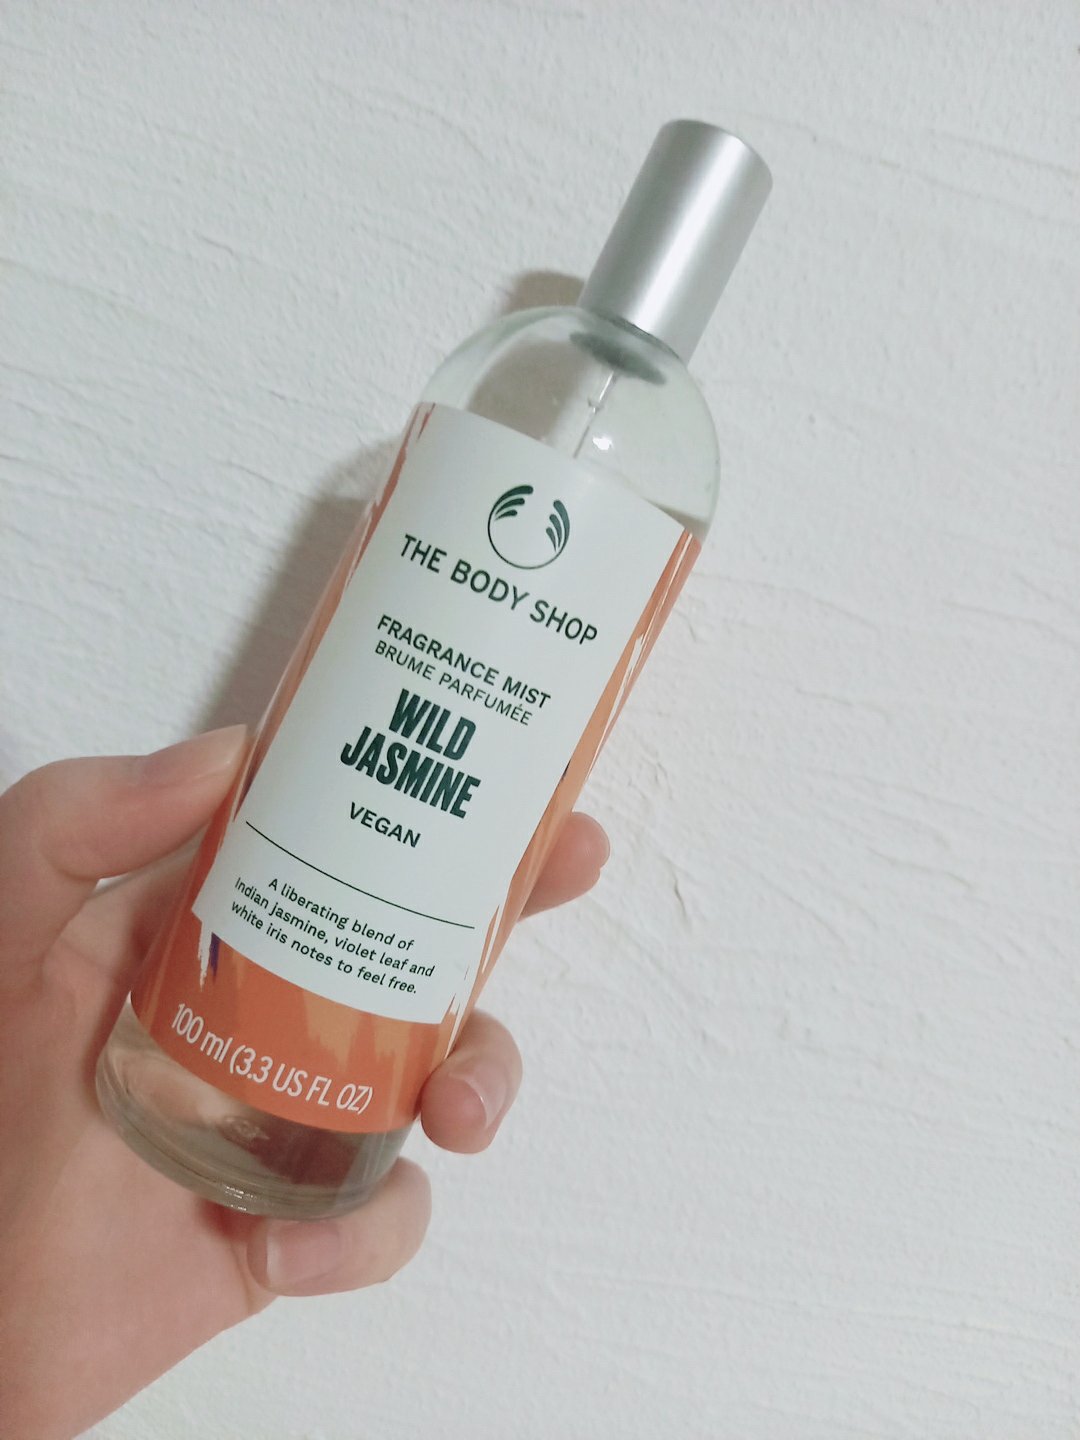 THE BODY SHOP
FRAGRANCE MIST
BRUME PARFUMÉE
WILD
JASMINE
VEGAN
A liberating blend of
Indian jasmine, violet leaf and
white iris notes to feel free.
100 ml (3.3 US FL OZ)